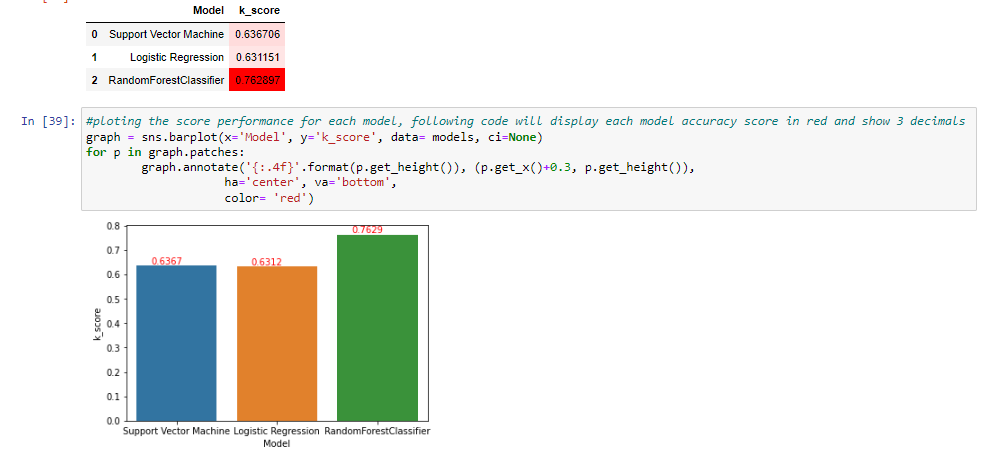 Model k_score
0 Support Vector Machine 0.636706
1 Logistic Regression 0.631151
2 RandomForestClassifier 0.762897
In [39]: #ploting the score performance for each model, following code will display each model accuracy score in red and show 3 decimals
graph = sns.barplot(x='Model', y='k_score', data= models, ci=None)
for p in graph.patches:
graph.annotate('{:.4f}'.format(p.get_height()), (p.get_x()+0.3, p.get_height()),
ha='center', va='bottom',
color= 'red')
0.8
0.7
0.6
0.5
0.4
0.3
0.2
0.1
0.0
k_score
0.6367
0.6312
0.7629
Support Vector Machine Logistic Regression RandomForestClassifier
Model